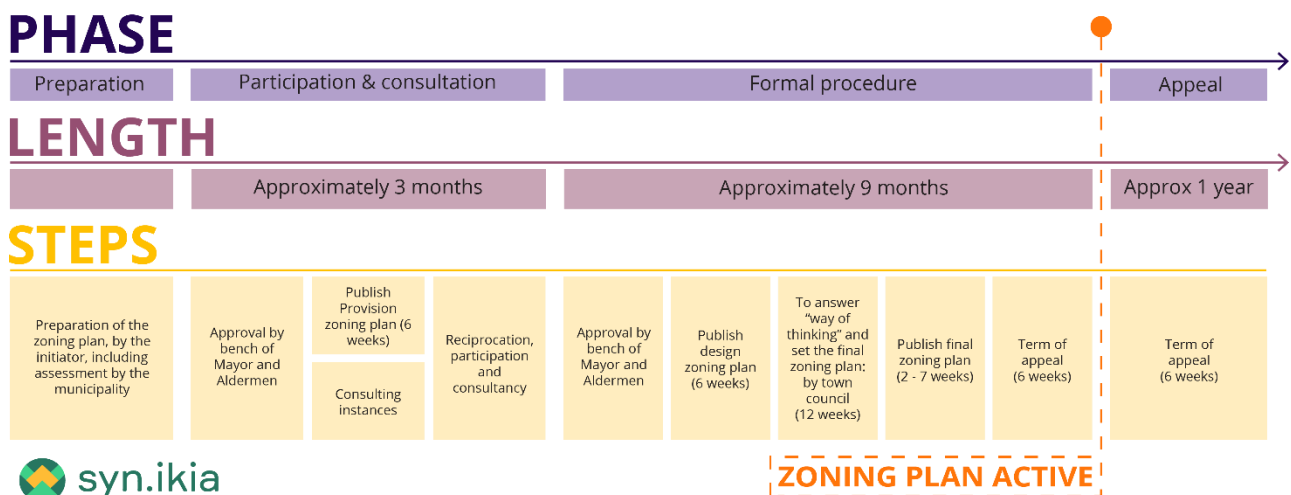 PHASE
Preparation
Participation & consultation
Formal procedure
Appeal
LENGTH
Approximately 3 months
Approximately 9 months
Approx 1 year
STEPS
Preparation of the
zoning plan, by the
initiator, including
assessment by the
municipality
Approval by
bench of
Mayor and
Aldermen
Publish
Provision
zoning plan (6
weeks)
Consulting
instances
Reciprocation,
participation
and
consultancy
Approval by
bench of
Mayor and
Aldermen
Publish
design
zoning plan
(6 weeks)
To answer
“way of
thinking” and
set the final
zoning plan:
by town
council
(12 weeks)
Publish final
zoning plan
(2 - 7 weeks)
Term of
appeal
(6 weeks)
Term of
appeal
(6 weeks)
syn.ikia
ZONING PLAN ACTIVE